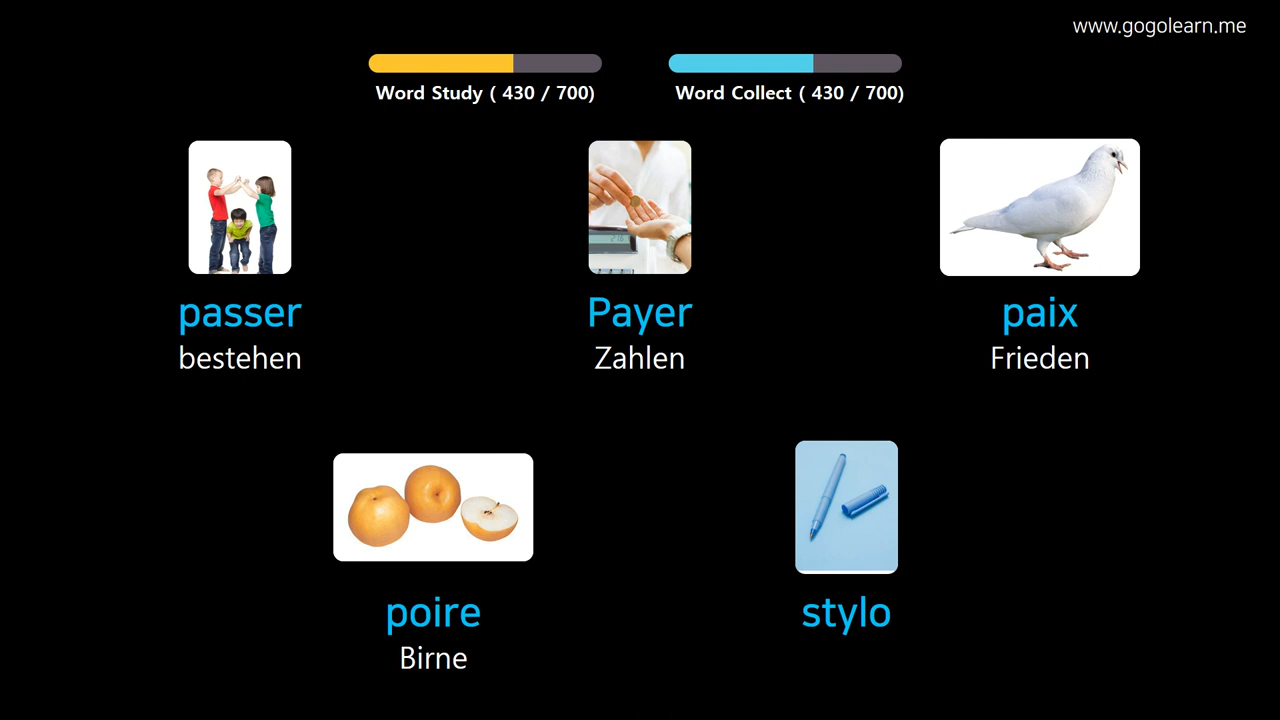 www.gogolearn.me
Word Study ( 430 / 700)
Word Collect ( 430 / 700)
passer
bestehen
Payer
Zahlen
paix
Frieden
poire
Birne
stylo